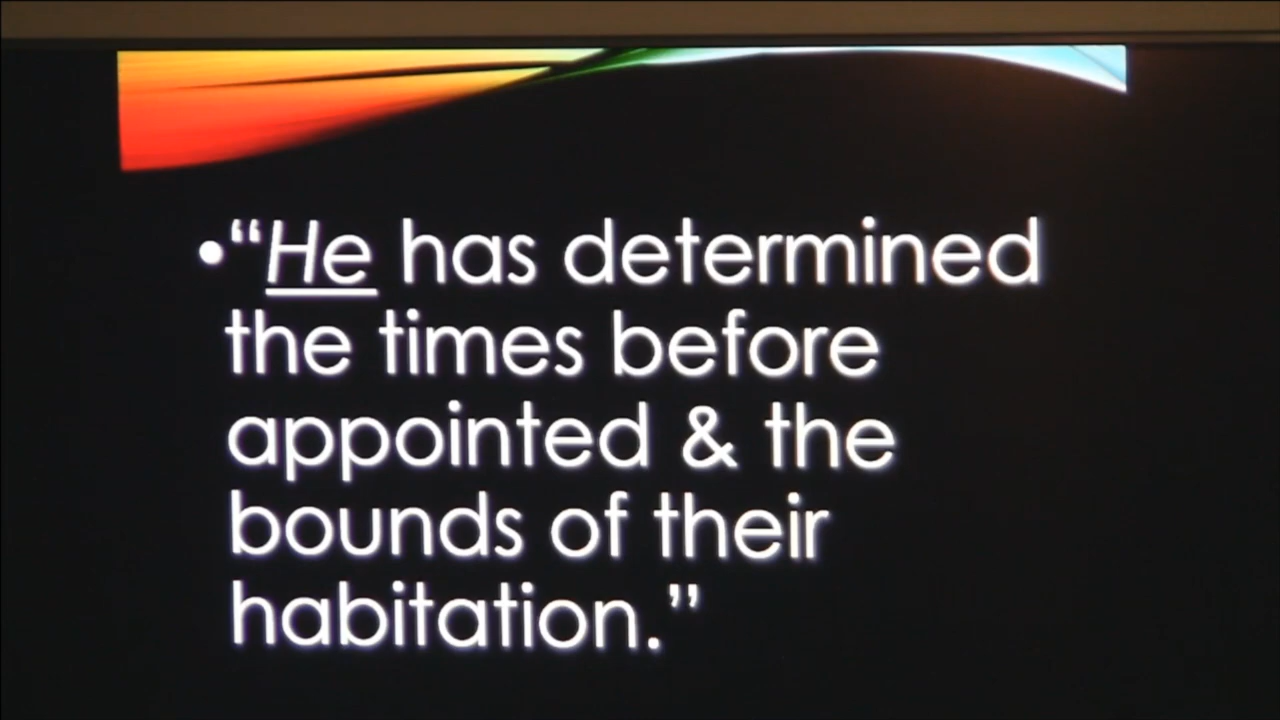 •“He has determined
the times before
appointed & the
bounds of their
habitation.”